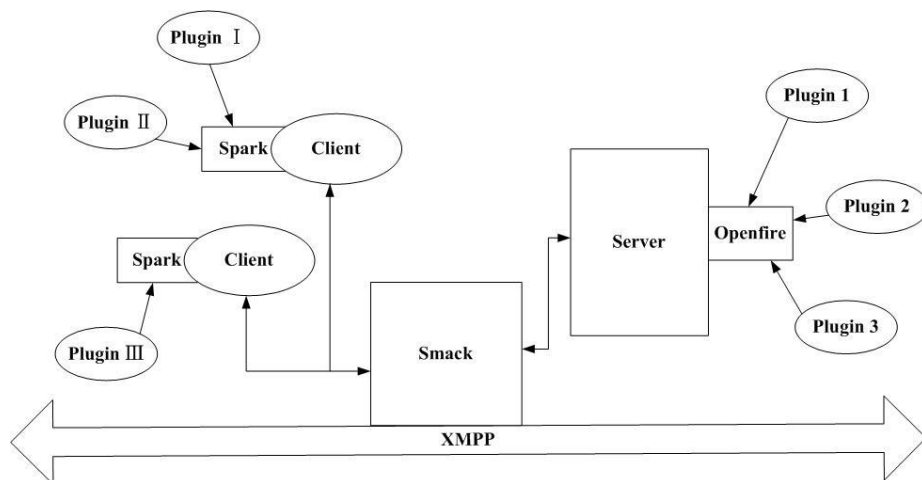 Plugin Ⅰ
Plugin Ⅱ
Spark
Client
Plugin 1
Plugin 2
Server
Openfire
Spark
Client
Plugin 3
Plugin Ⅲ
Smack
XMPP